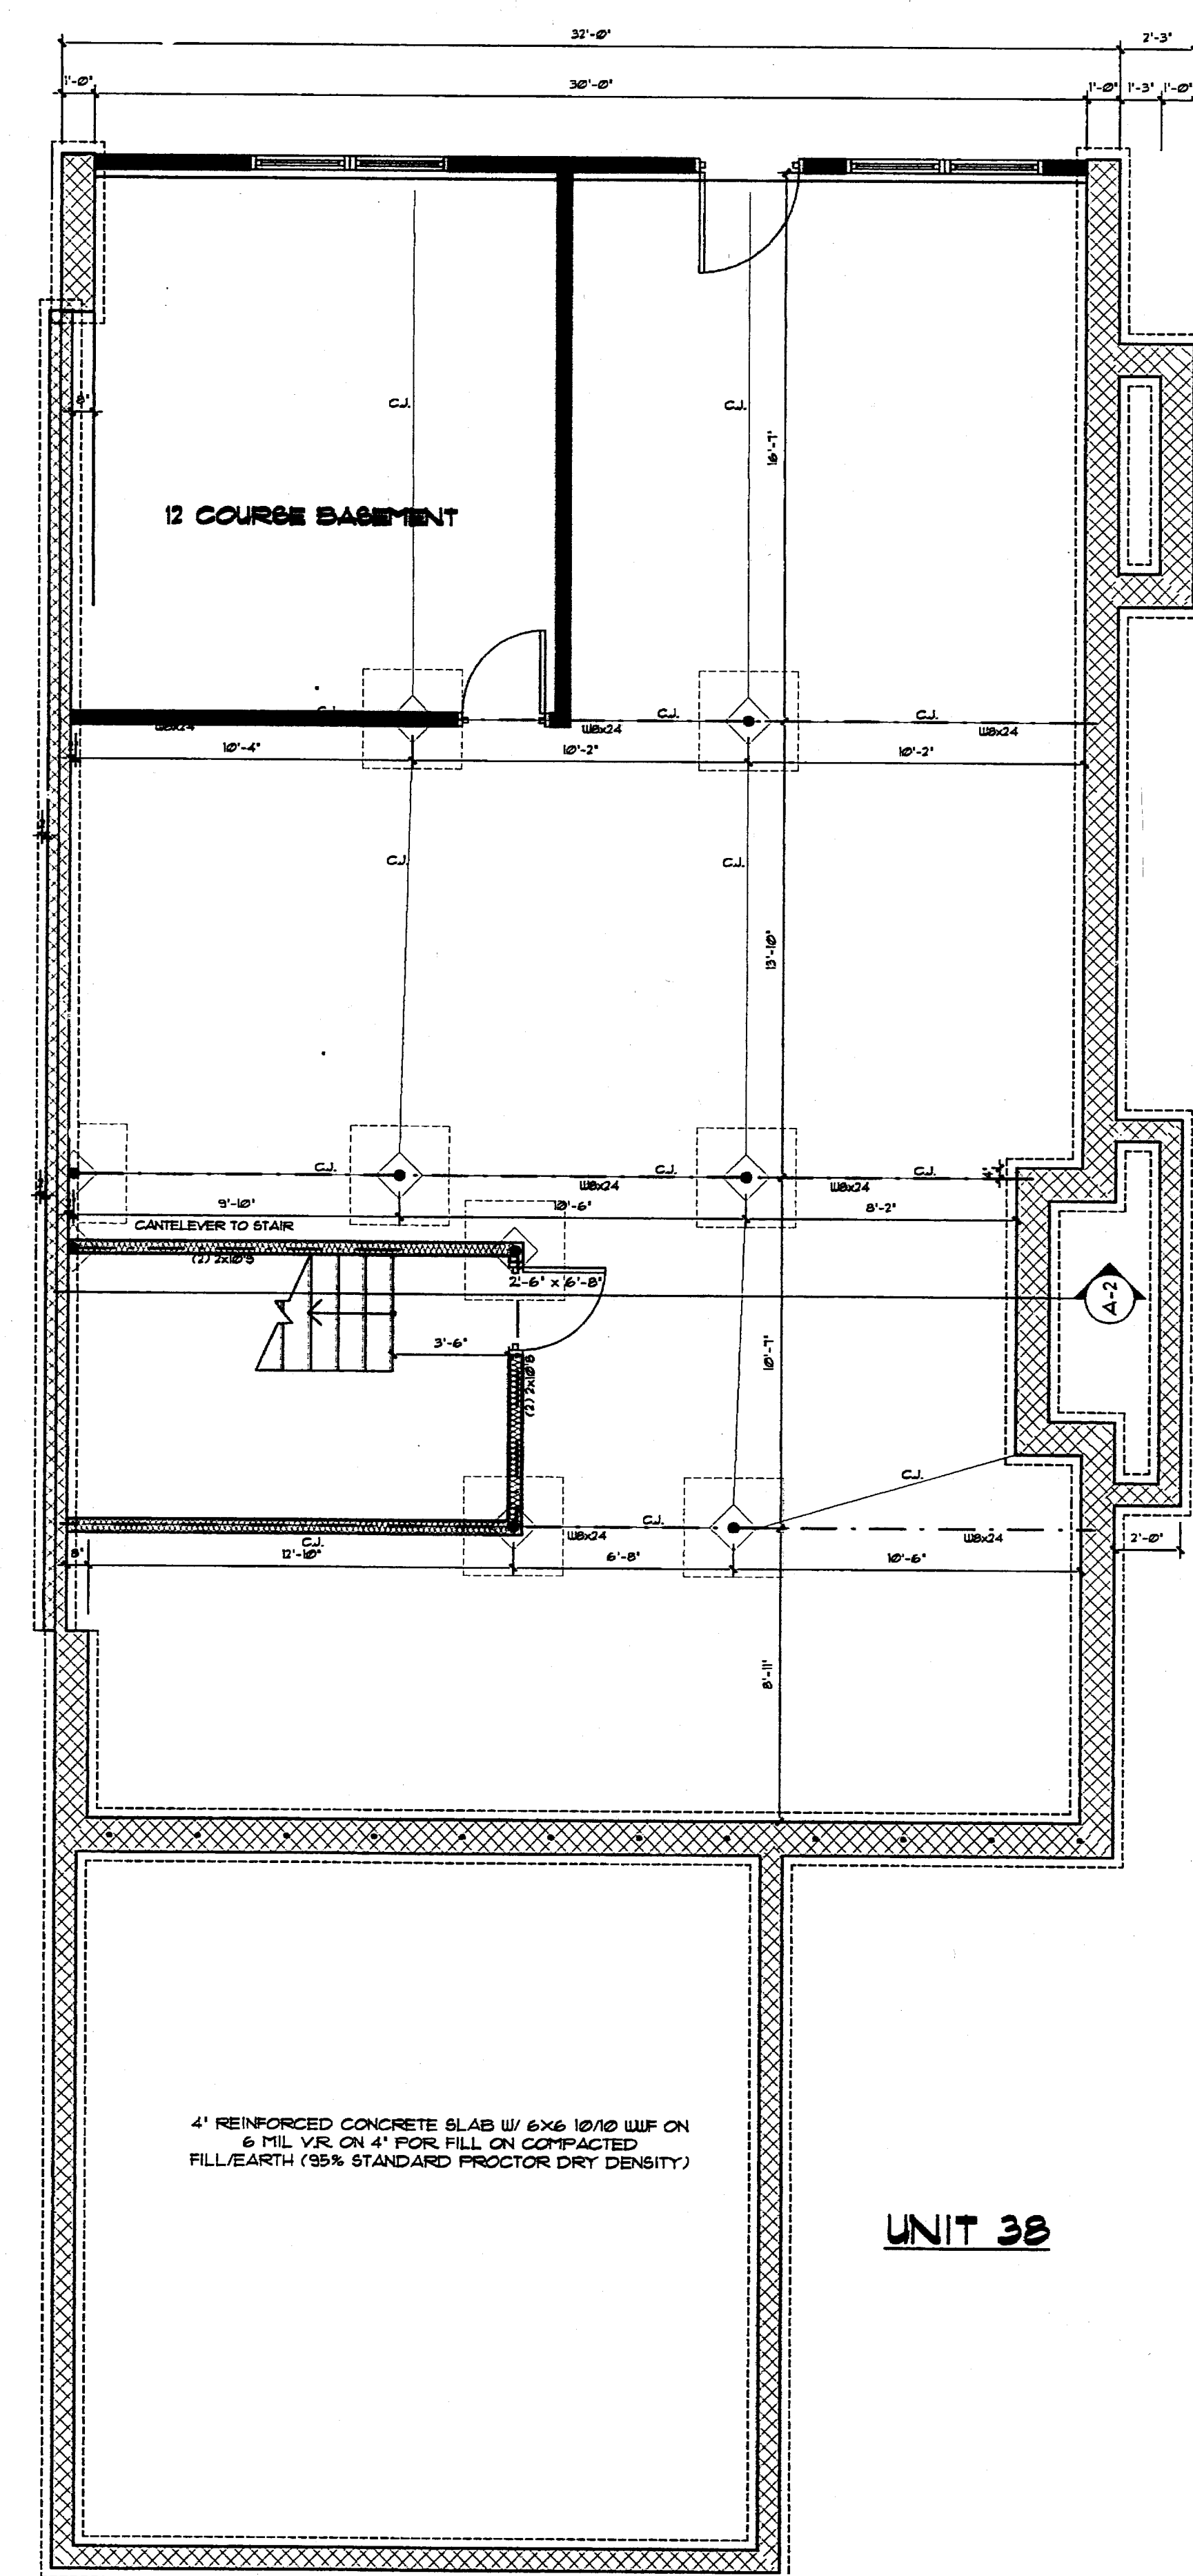 32'-0"
2'-3"
1'-0"
30'-0"
1'-0"
1'-3"
1'-0"
C.J.
C.J.
8"
16'-7"
12 COURSE BASEMENT
C.J.
C.J.
C.J.
W8x24
W8x24
W8x24
10'-4"
10'-2"
10'-2"
C.J.
C.J.
13'-10"
C.J.
C.J.
C.J.
W8x24
W8x24
9'-10"
10'-6"
8'-2"
CANTELEVER TO STAIR
(2) 2x10'S
2'-6" x 6'-8"
A-2
3'-6"
10'-7"
(2) 2x10'S
C.J.
C.J.
W8x24
C.J.
W8x24
8"
12'-10"
6'-8"
10'-6"
2'-0"
8'-11"
4" REINFORCED CONCRETE SLAB W/ 6X6 10/10 WWF ON
6 MIL V.R. ON 4" POR. FILL ON COMPACTED
FILL/EARTH (95% STANDARD PROCTOR DRY DENSITY)
UNIT 38